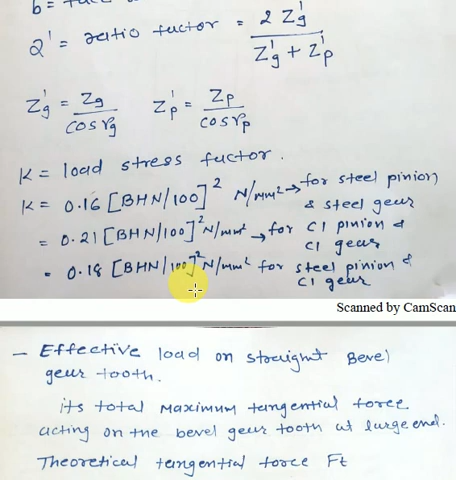 b = face
Q' = ratio factor = 2 Z'g / Z'g + Z'p
Z'g = Zg / cos rg   Z'p = Zp / cos rp
K = load stress factor.
K = 0.16 [BHN/100]² N/mm² → for steel pinion & steel gear
= 0.21 [BHN/100]² N/mm² → for CI pinion & CI gear
= 0.18 [BHN/100]² N/mm² for steel pinion & CI gear
Scanned by CamScan
- Effective load on straight Bevel
gear tooth.
its total maximum tangential force
acting on the bevel gear tooth at large end.
Theoretical tangential force Ft